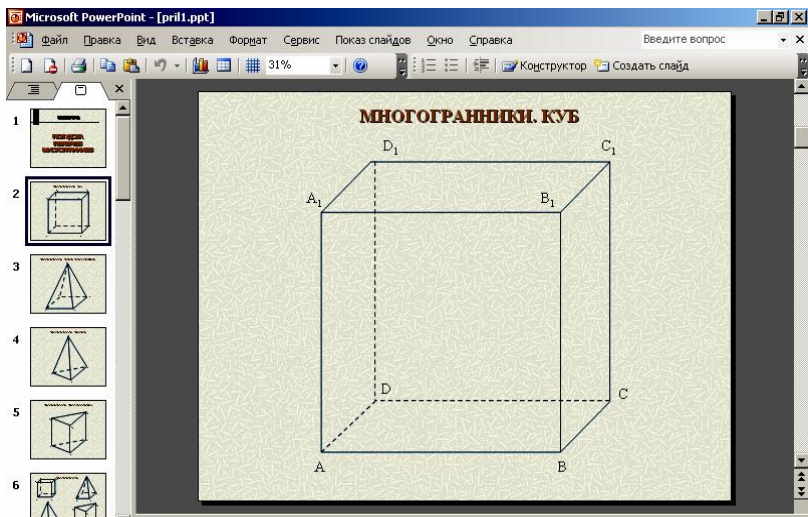 Microsoft PowerPoint - [pril1.ppt]
Файл Правка Вид Вставка Формат Сервис Показ слайдов Окно Справка Введите вопрос
31% Конструктор Создать слайд
1
2
3
4
5
6
МНОГОГРАННИКИ. КУБ
D₁ C₁
A₁ B₁
D C
A B